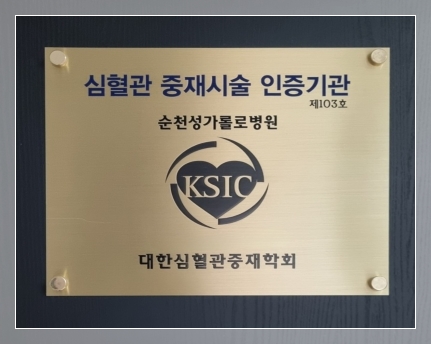 심혈관 중재시술 인증기관
제103호
순천성가롤로병원
KSIC
대한심혈관중재학회